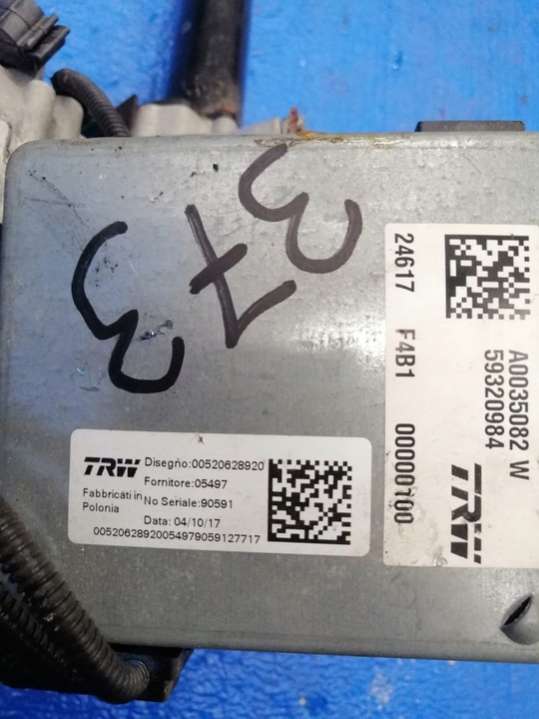 373
TRW
Disegno:00520628920
Fornitore:05497
Fabbricati in
Polonia
No Seriale:90591
Data: 04/10/17
00520628920054979059127717
A0035082 W
59320984
24617 F4B1 00000100
TRW